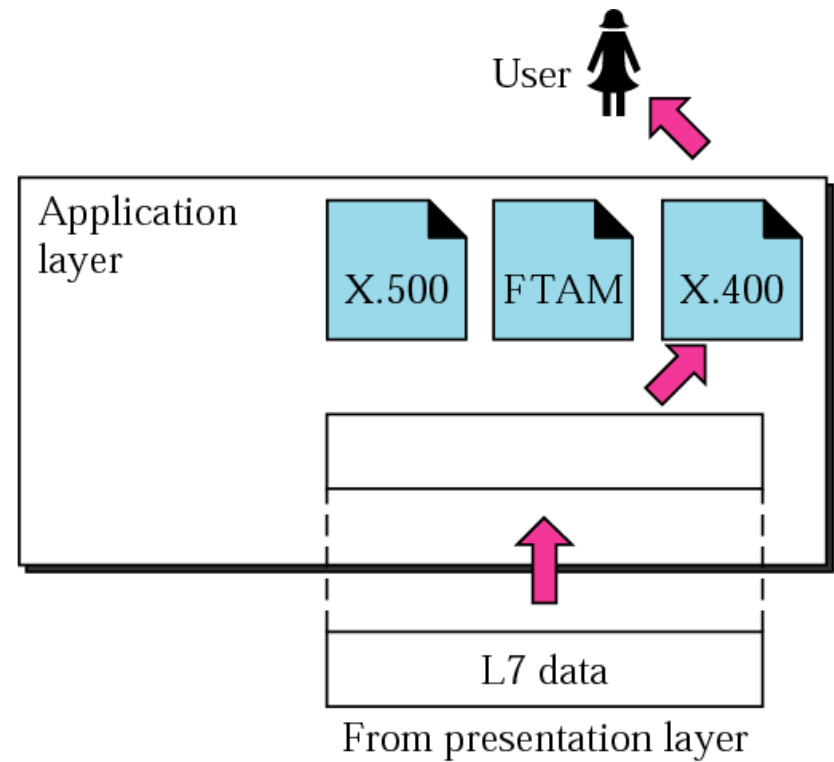 User
Application
layer
X.500
FTAM
X.400
L7 data
From presentation layer